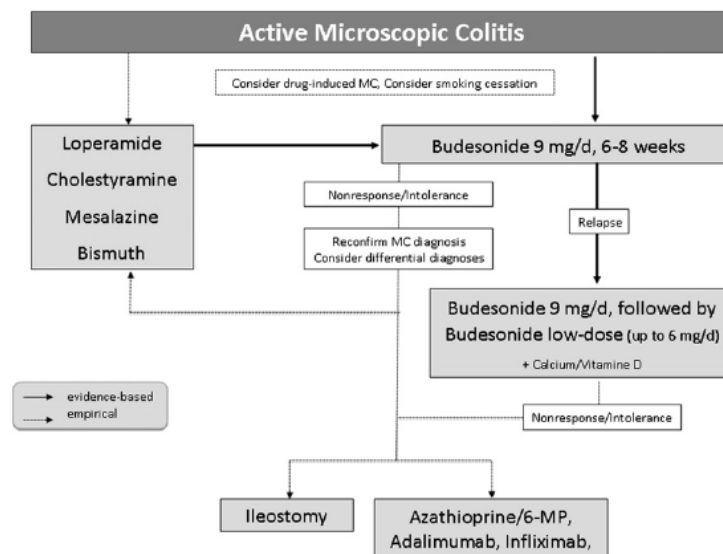 Active Microscopic Colitis
Consider drug-induced MC, Consider smoking cessation
Loperamide
Cholestyramine
Mesalazine
Bismuth
Budesonide 9 mg/d, 6-8 weeks
Nonresponse/Intolerance
Relapse
Reconfirm MC diagnosis
Consider differential diagnoses
Budesonide 9 mg/d, followed by
Budesonide low-dose (up to 6 mg/d)
+ Calcium/Vitamine D
evidence-based
empirical
Nonresponse/Intolerance
Ileostomy
Azathioprine/6-MP,
Adalimumab, Infliximab,